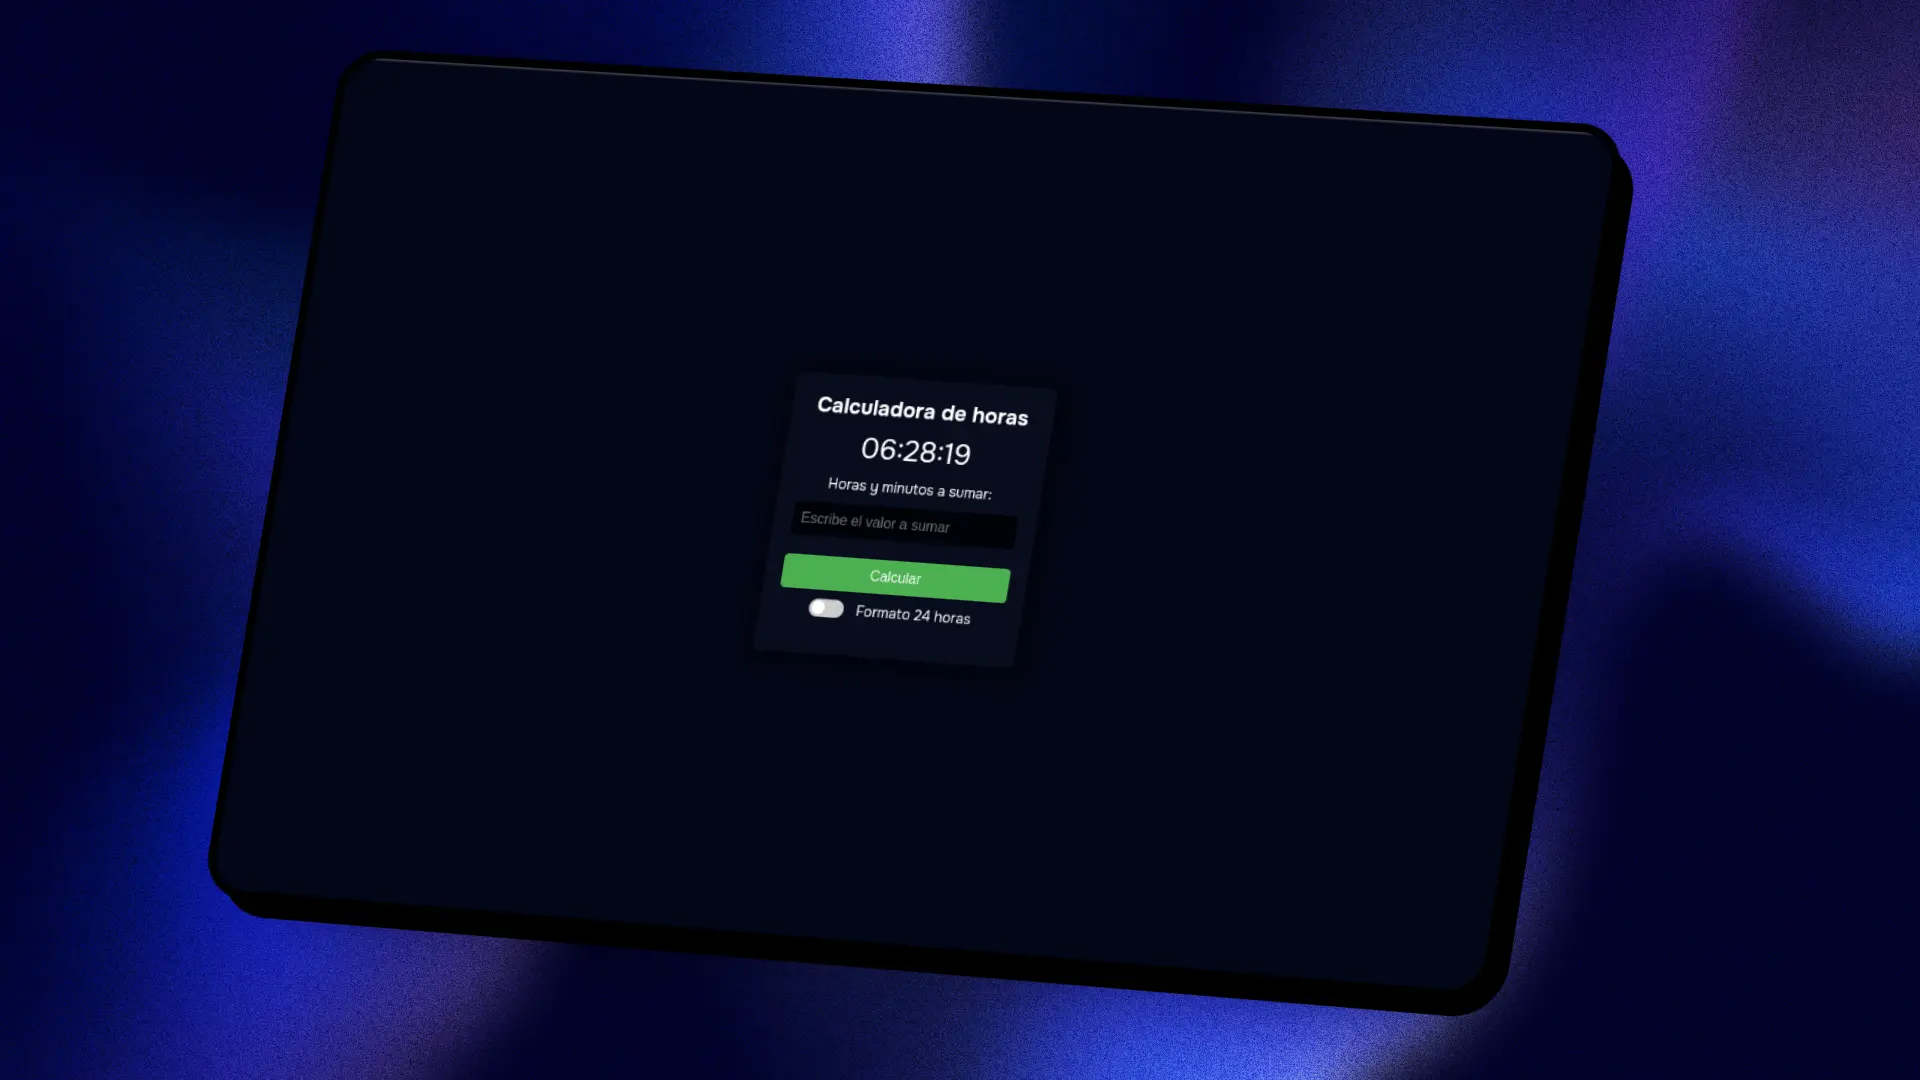 Calculadora de horas
06:28:19
Horas y minutos a sumar:
Escribe el valor a sumar
Calcular
Formato 24 horas